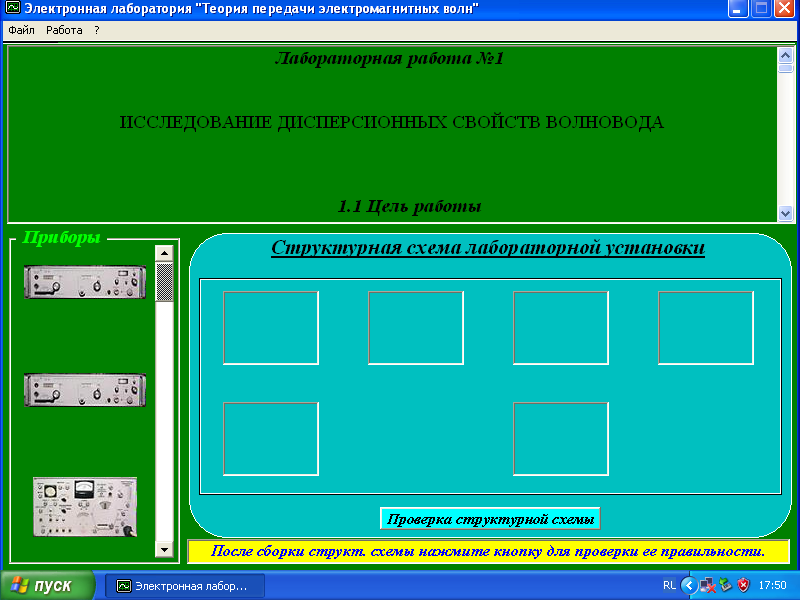 Электронная лаборатория "Теория передачи электромагнитных волн"
Файл Работа ?
Лабораторная работа №1
ИССЛЕДОВАНИЕ ДИСПЕРСИОННЫХ СВОЙСТВ ВОЛНОВОДА
1.1 Цель работы
Приборы
Структурная схема лабораторной установки
Проверка структурной схемы
После сборки структ. схемы нажмите кнопку для проверки ее правильности.
пуск
Электронная лабор...
RL
17:50